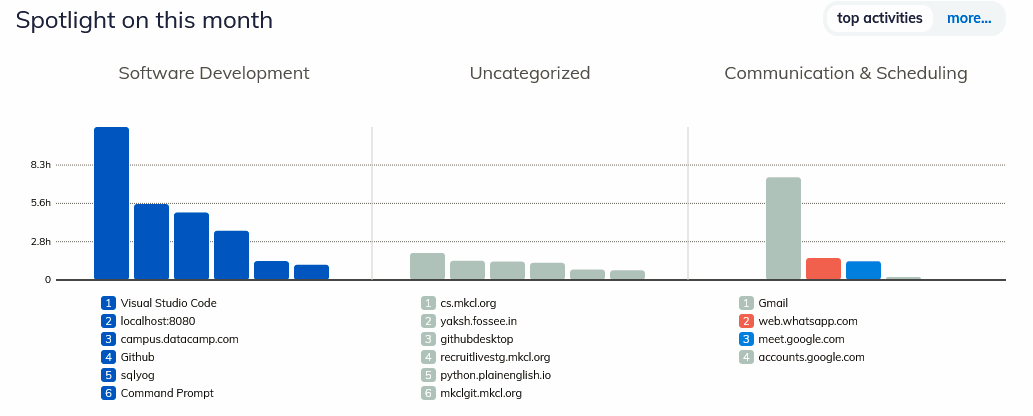 Spotlight on this month
top activities more...
Software Development
Uncategorized
Communication & Scheduling
8.3h
5.6h
2.8h
0
1 Visual Studio Code
2 localhost:8080
3 campus.datacamp.com
4 Github
5 sqlyog
6 Command Prompt
1 cs.mkcl.org
2 yaksh.fossee.in
3 githubdesktop
4 recruitlivestg.mkcl.org
5 python.plainenglish.io
6 mkclgit.mkcl.org
1 Gmail
2 web.whatsapp.com
3 meet.google.com
4 accounts.google.com